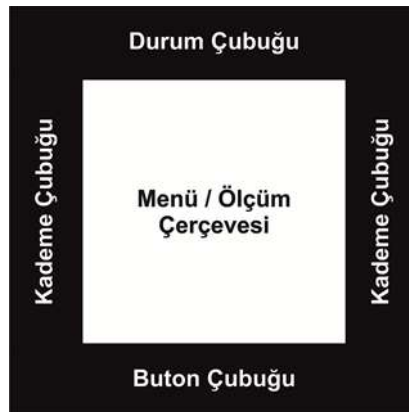 Durum Çubuğu
Kademe Çubuğu
Menü / Ölçüm
Çerçevesi
Kademe Çubuğu
Buton Çubuğu